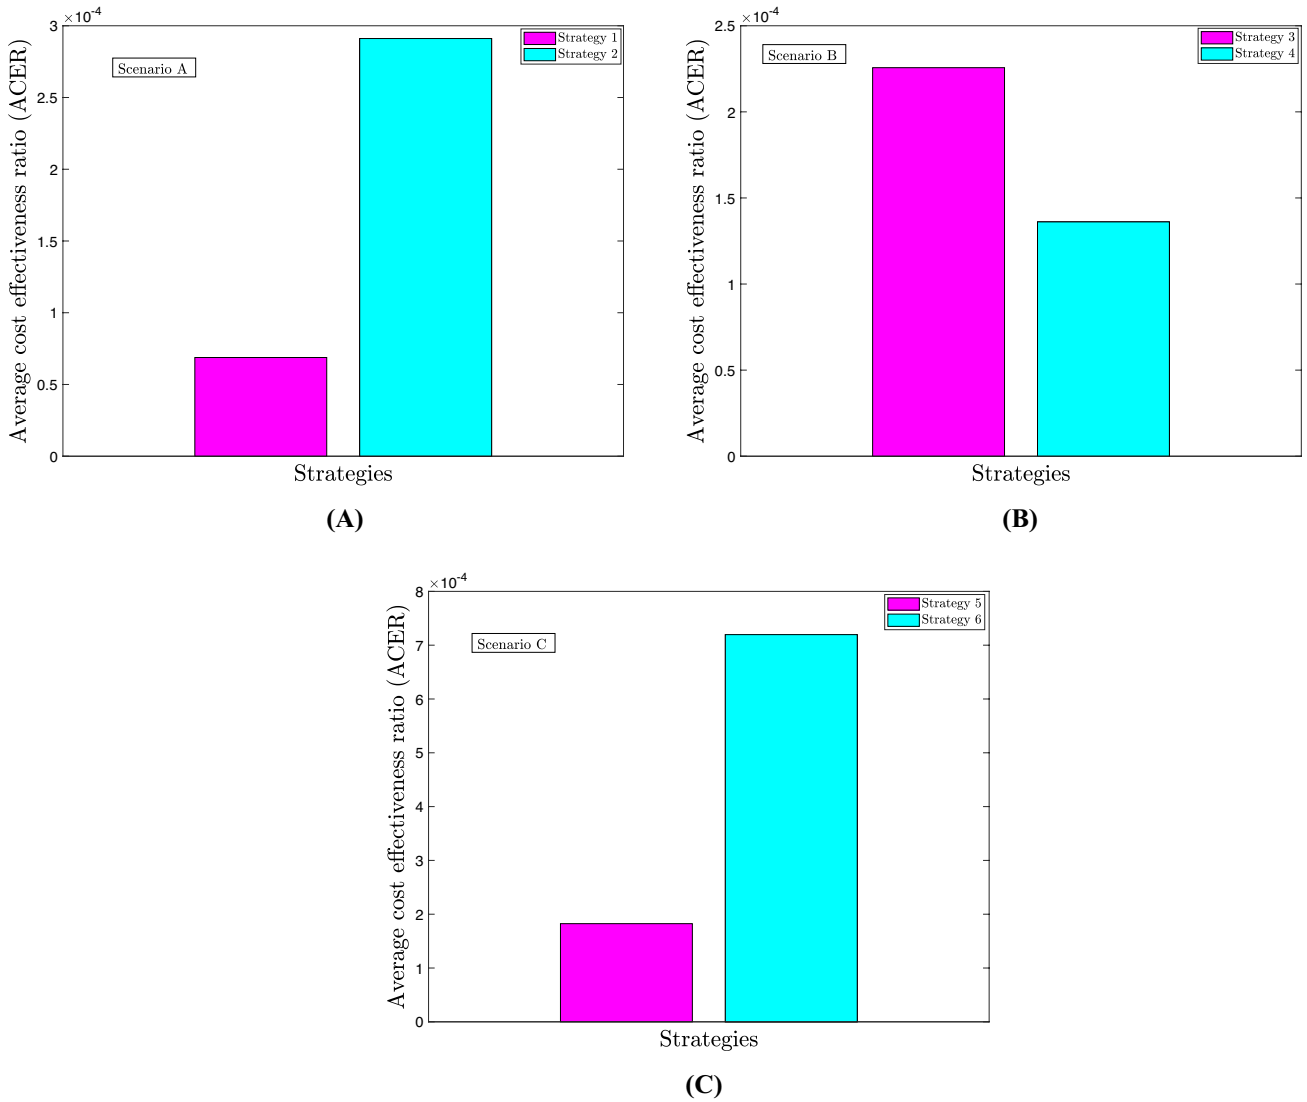 ×10-4
Average cost effectiveness ratio (ACER)
3
2.5
2
1.5
1
0.5
0
Scenario A
Strategy 1
Strategy 2
Strategies
(A)
×10-4
Average cost effectiveness ratio (ACER)
2.5
2
1.5
1
0.5
0
Scenario B
Strategy 3
Strategy 4
Strategies
(B)
×10-4
Average cost effectiveness ratio (ACER)
8
7
6
5
4
3
2
1
0
Scenario C
Strategy 5
Strategy 6
Strategies
(C)